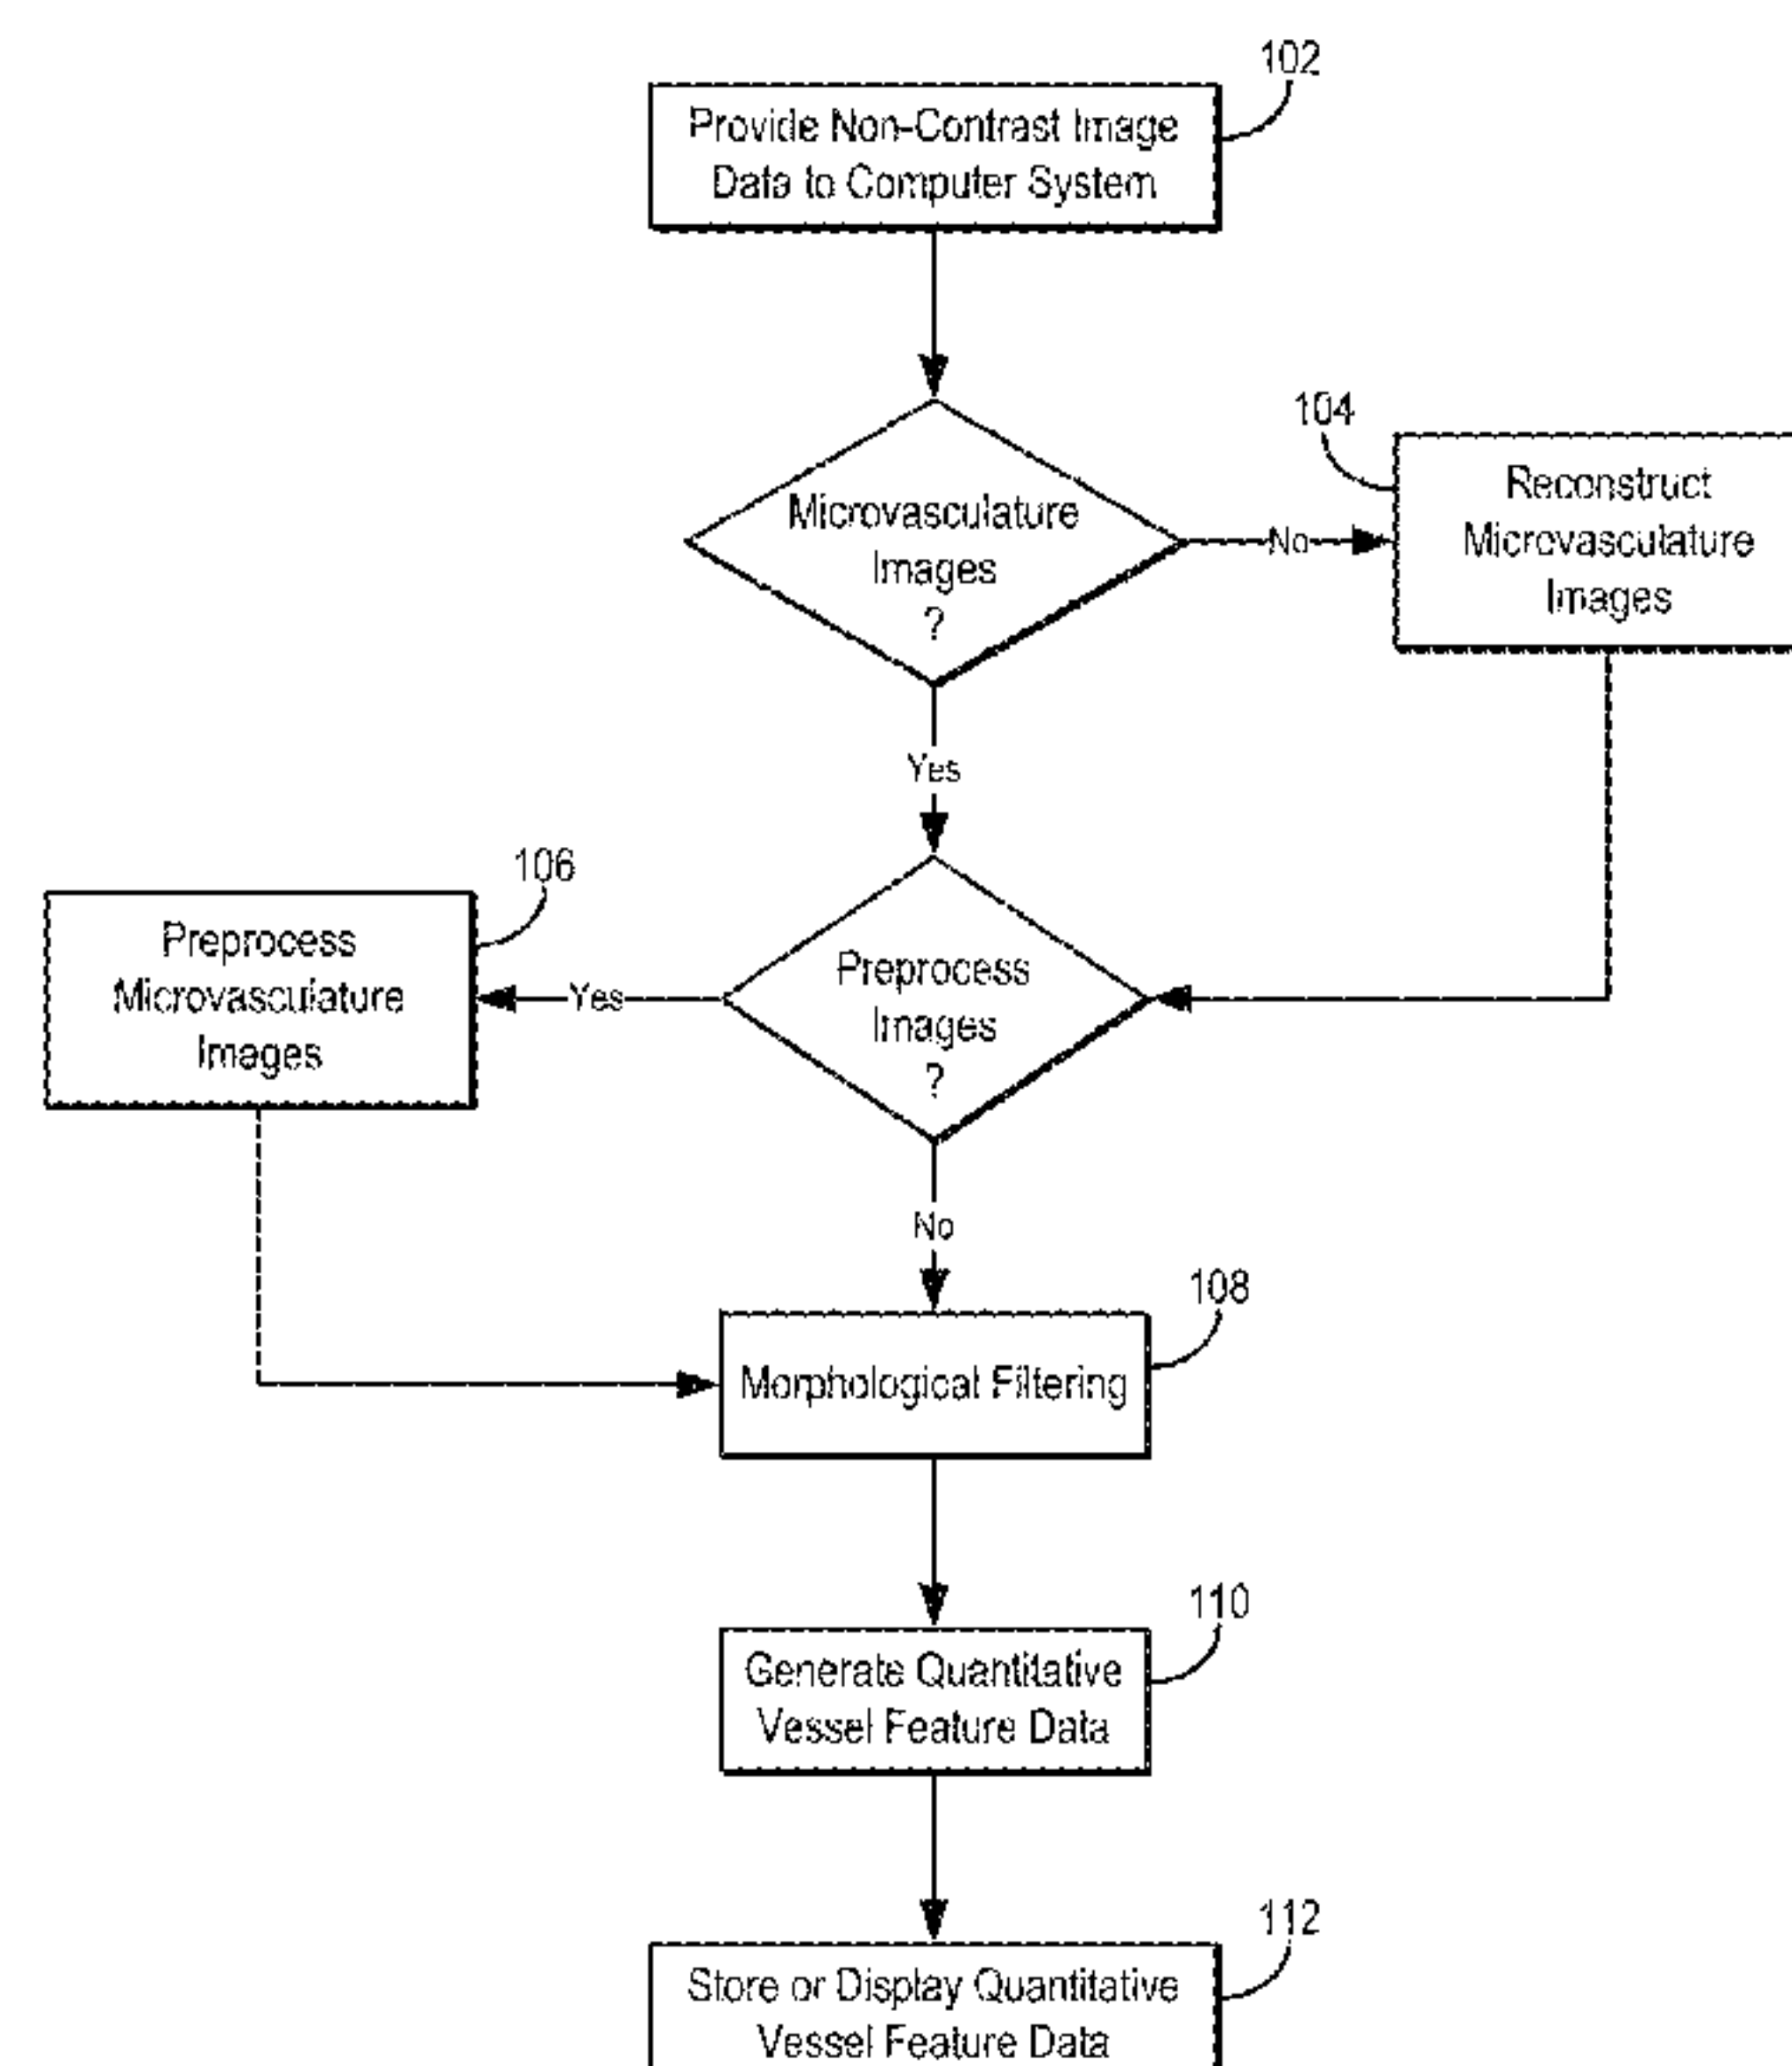 102
Provide Non-Contrast Image
Data to Computer System
104
Microvasculature
Images
?
No
Reconstruct
Microvasculature
Images
Yes
106
Preprocess
Microvasculature
Images
Yes
Preprocess
Images
?
No
108
Morphological Filtering
110
Generate Quantitative
Vessel Feature Data
112
Store or Display Quantitative
Vessel Feature Data